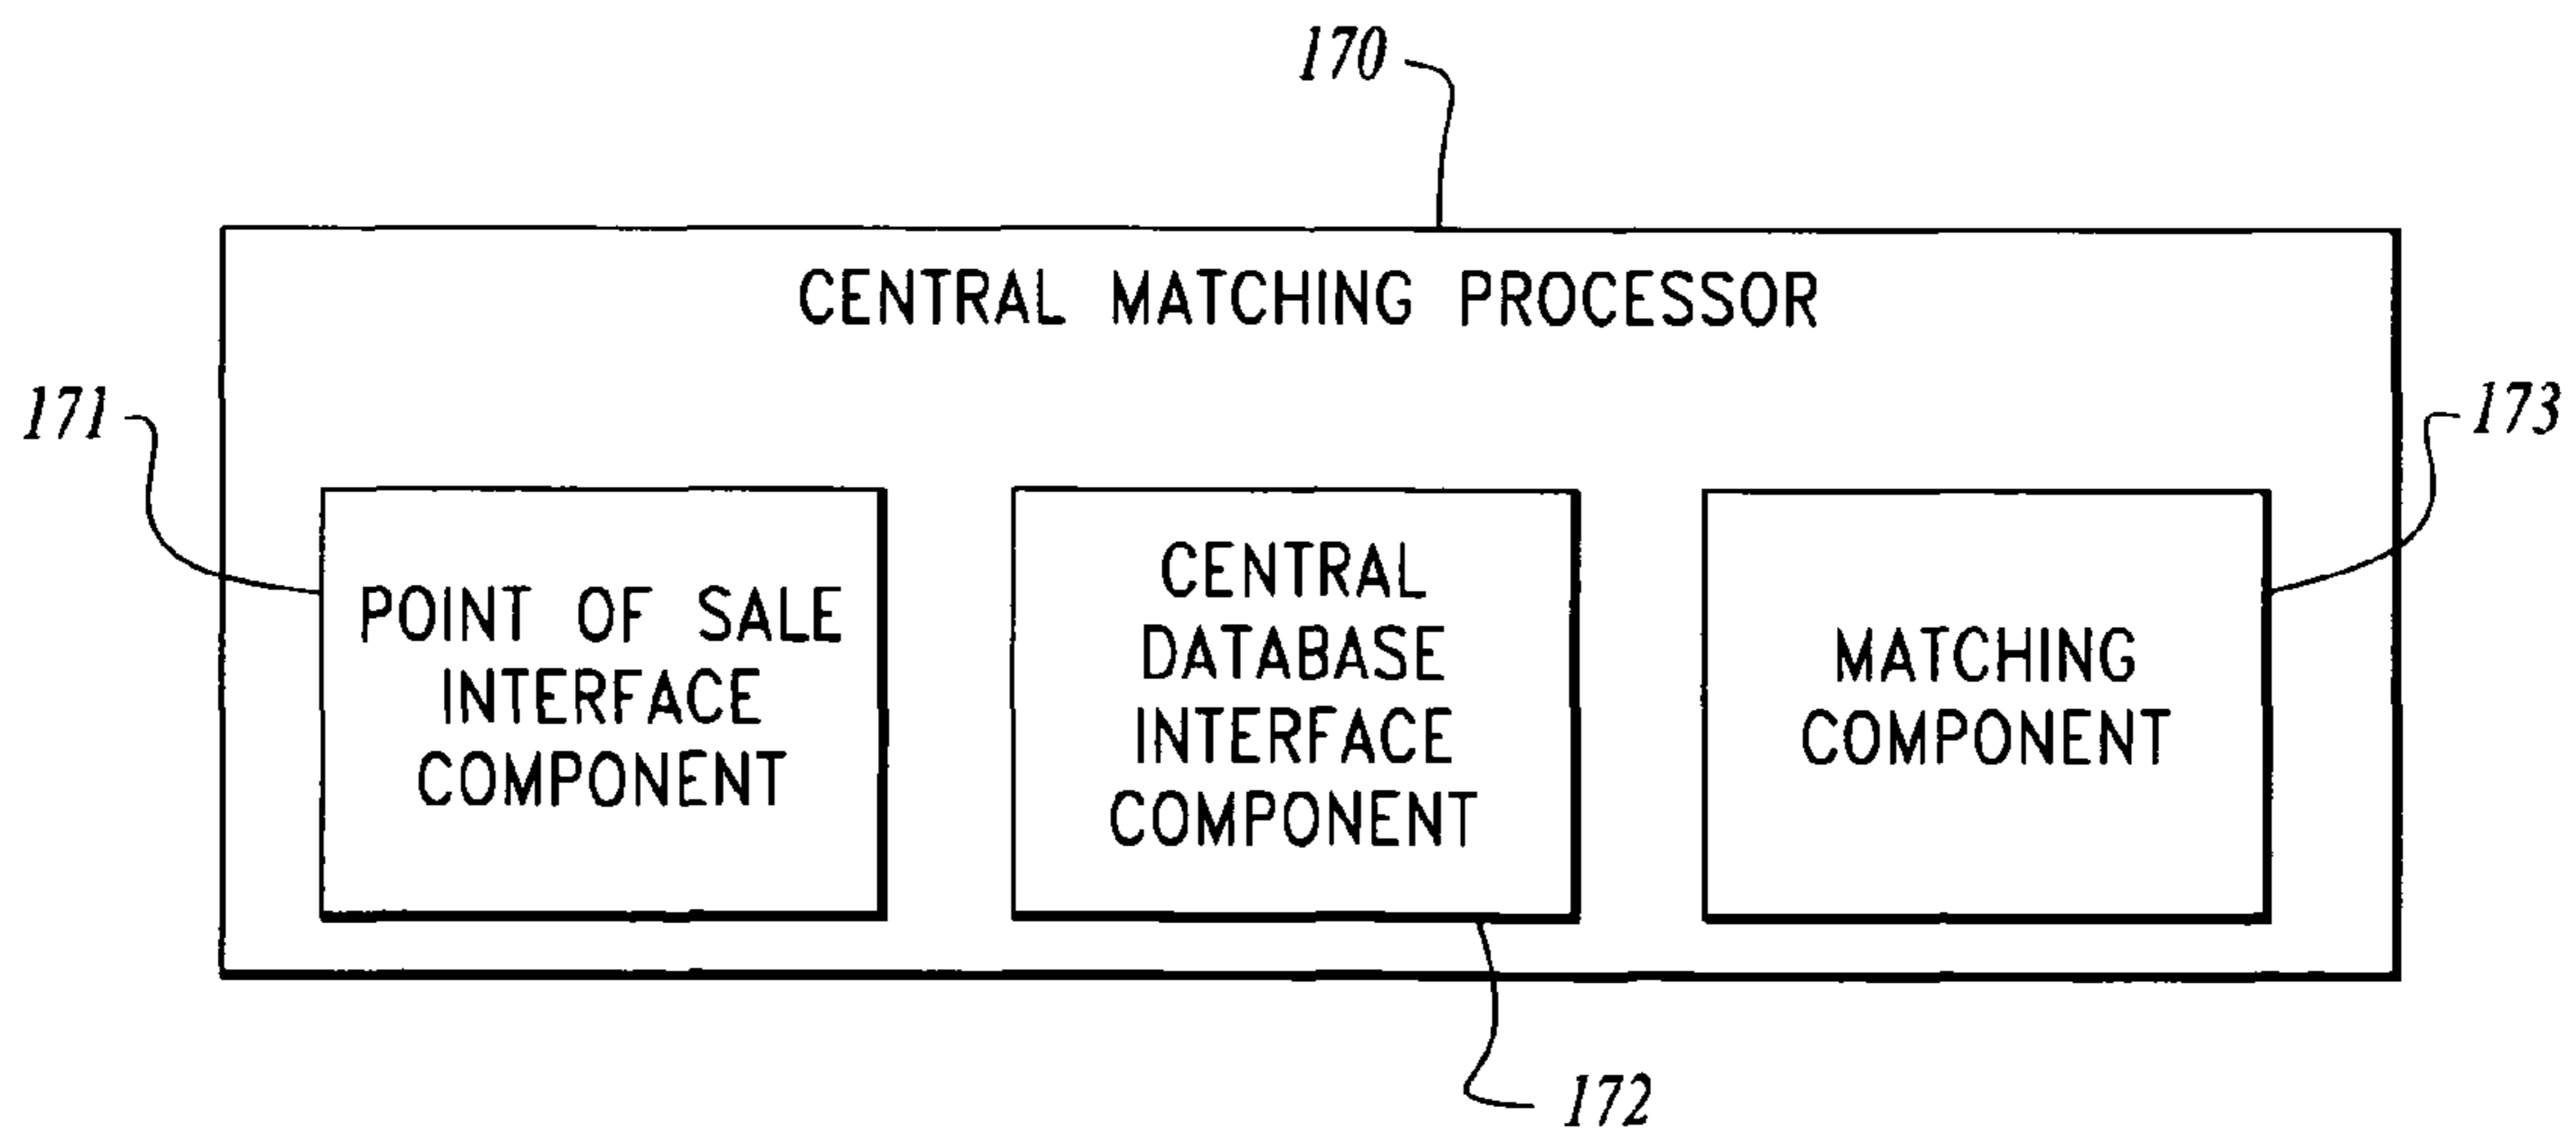 170
CENTRAL MATCHING PROCESSOR
171
173
POINT OF SALE
INTERFACE
COMPONENT
CENTRAL
DATABASE
INTERFACE
COMPONENT
MATCHING
COMPONENT
172